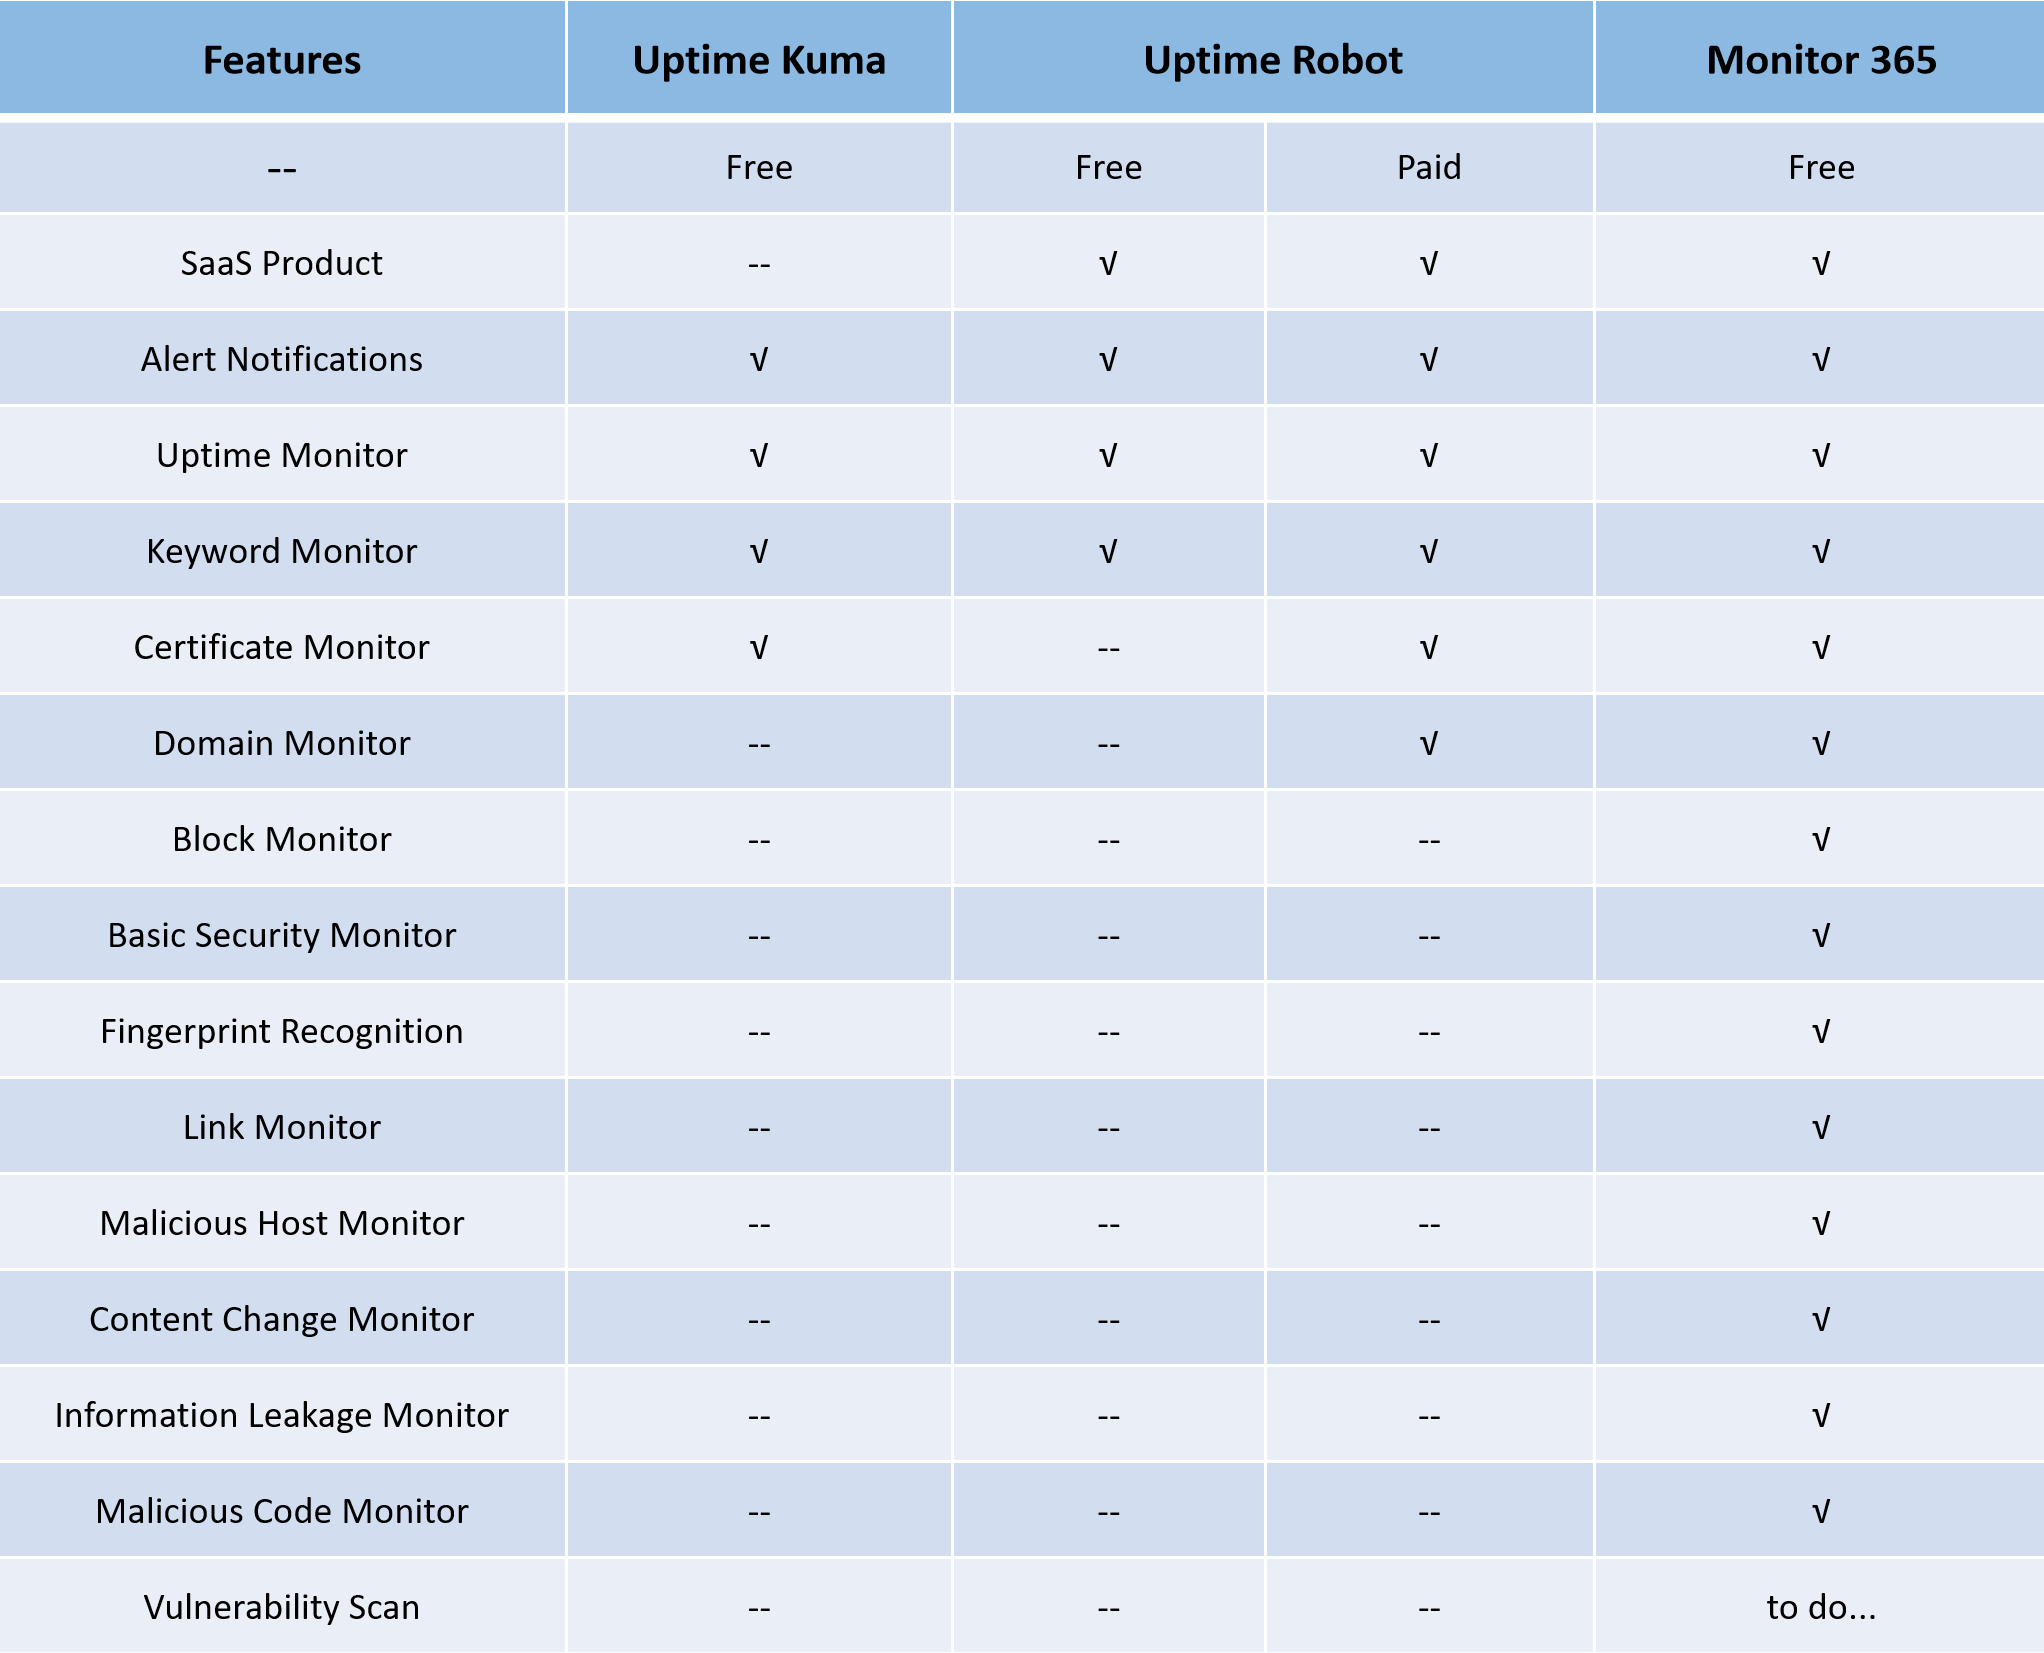 Features Uptime Kuma Uptime Robot Monitor 365
-- Free Free Paid Free
SaaS Product -- √ √ √
Alert Notifications √ √ √ √
Uptime Monitor √ √ √ √
Keyword Monitor √ √ √ √
Certificate Monitor √ -- √ √
Domain Monitor -- -- √ √
Block Monitor -- -- -- √
Basic Security Monitor -- -- -- √
Fingerprint Recognition -- -- -- √
Link Monitor -- -- -- √
Malicious Host Monitor -- -- -- √
Content Change Monitor -- -- -- √
Information Leakage Monitor -- -- -- √
Malicious Code Monitor -- -- -- √
Vulnerability Scan -- -- -- to do...